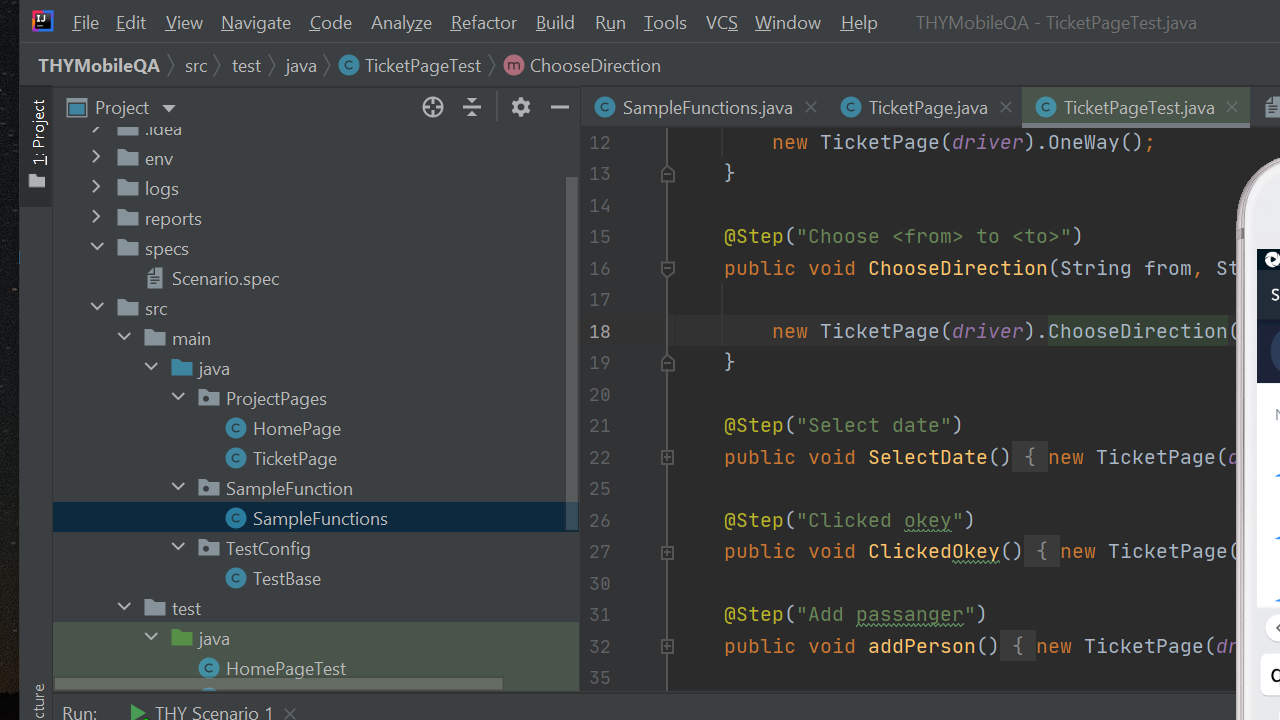 File Edit View Navigate Code Analyze Refactor Build Run Tools VCS Window Help THYMobileQA - TicketPageTest.java
THYMobileQA src test java TicketPageTest ChooseDirection
1: Project
Project
.idea
env
logs
reports
specs
Scenario.spec
src
main
java
ProjectPages
HomePage
TicketPage
SampleFunction
SampleFunctions
TestConfig
TestBase
test
java
HomePageTest
SampleFunctions.java TicketPage.java TicketPageTest.java
12 new TicketPage(driver).OneWay();
13 }
14
15 @Step("Choose <from> to <to>")
16 public void ChooseDirection(String from, St
17
18 new TicketPage(driver).ChooseDirection(
19 }
20
21 @Step("Select date")
22 public void SelectDate() { new TicketPage(d
25
26 @Step("Clicked okey")
27 public void ClickedOkey() { new TicketPage(
30
31 @Step("Add passanger")
32 public void addPerson() { new TicketPage(dr
35
Run: THY Scenario 1